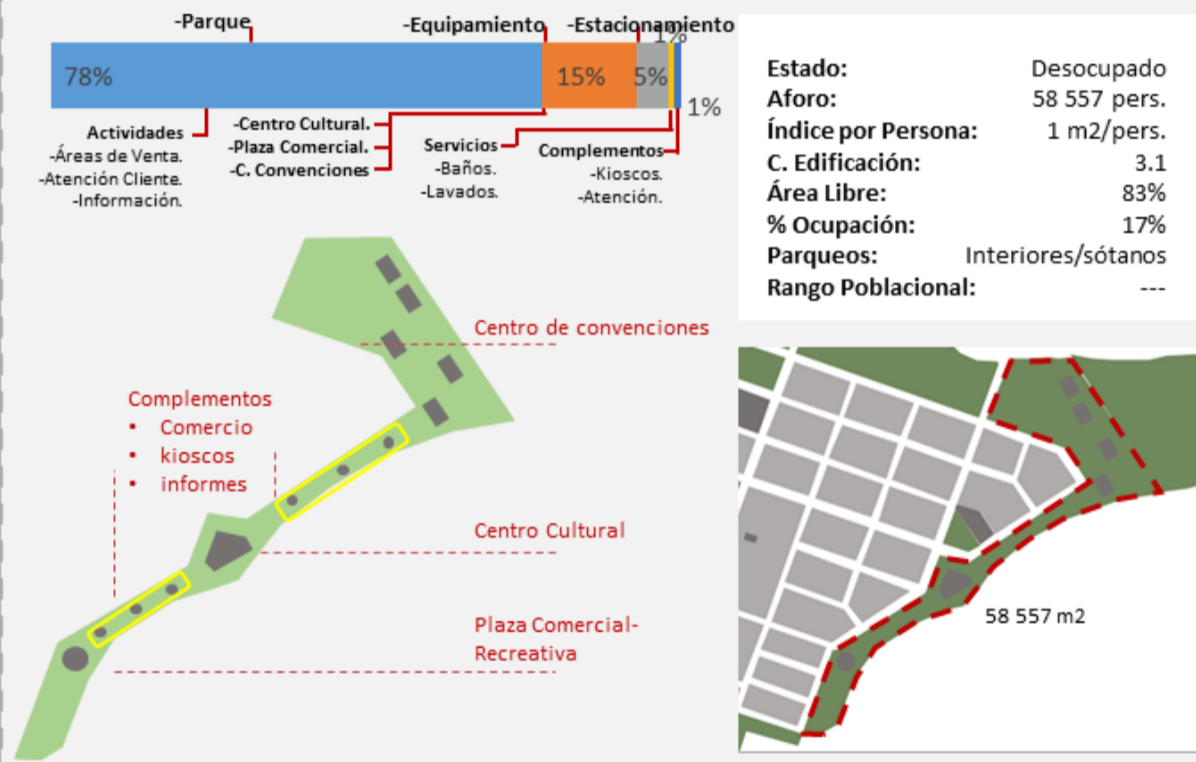 -Parque
-Equipamiento
-Estacionamiento
1%
78%
15%
5%
1%
Actividades
-Áreas de Venta.
-Atención Cliente.
-Información.
-Centro Cultural.
-Plaza Comercial.
-C. Convenciones
Servicios
-Baños.
-Lavados.
Complementos
-Kioscos.
-Atención.
Estado: Desocupado
Aforo: 58 557 pers.
Índice por Persona: 1 m2/pers.
C. Edificación: 3.1
Área Libre: 83%
% Ocupación: 17%
Parqueos: Interiores/sótanos
Rango Poblacional: ---
Centro de convenciones
Complementos
• Comercio
• kioscos
• informes
Centro Cultural
Plaza Comercial-
Recreativa
58 557 m2